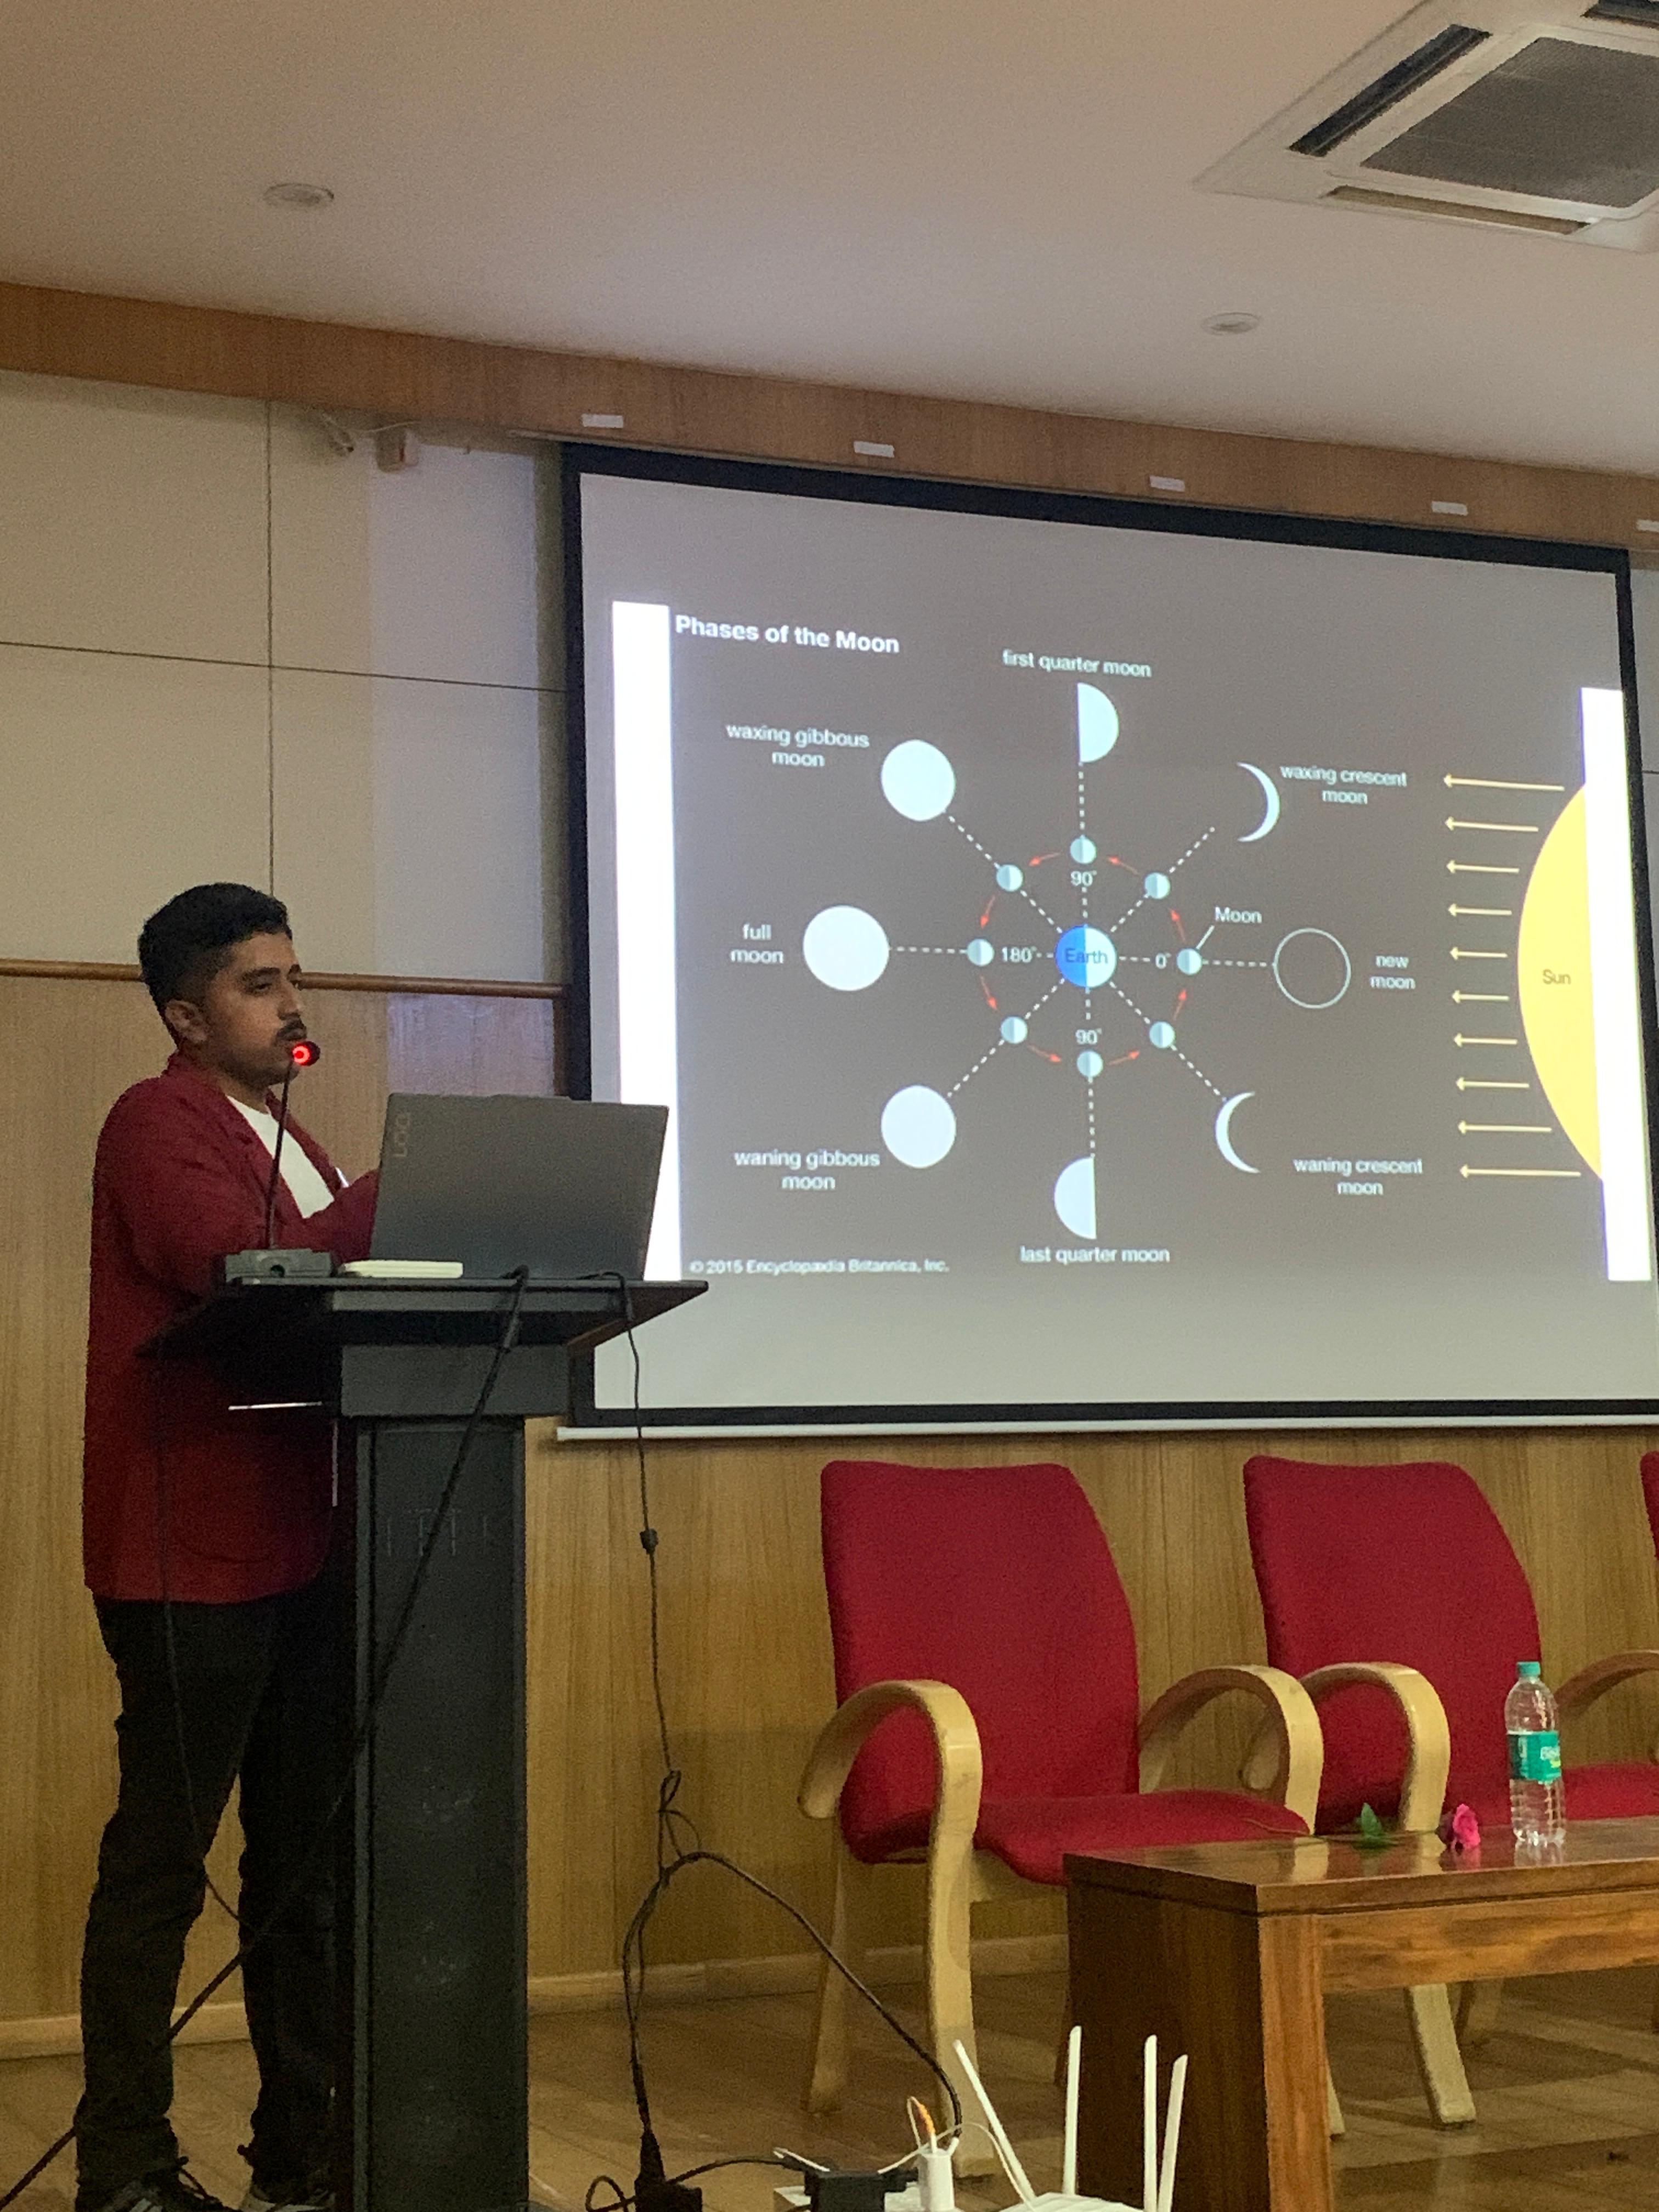 Phases of the Moon
first quarter moon
waxing gibbous
moon
waxing crescent
moon
90°
Moon
full
moon
180°
Earth
0°
new
moon
Sun
90°
waning gibbous
moon
waning crescent
moon
last quarter moon
© 2015 Encyclopædia Britannica, Inc.
LOQ